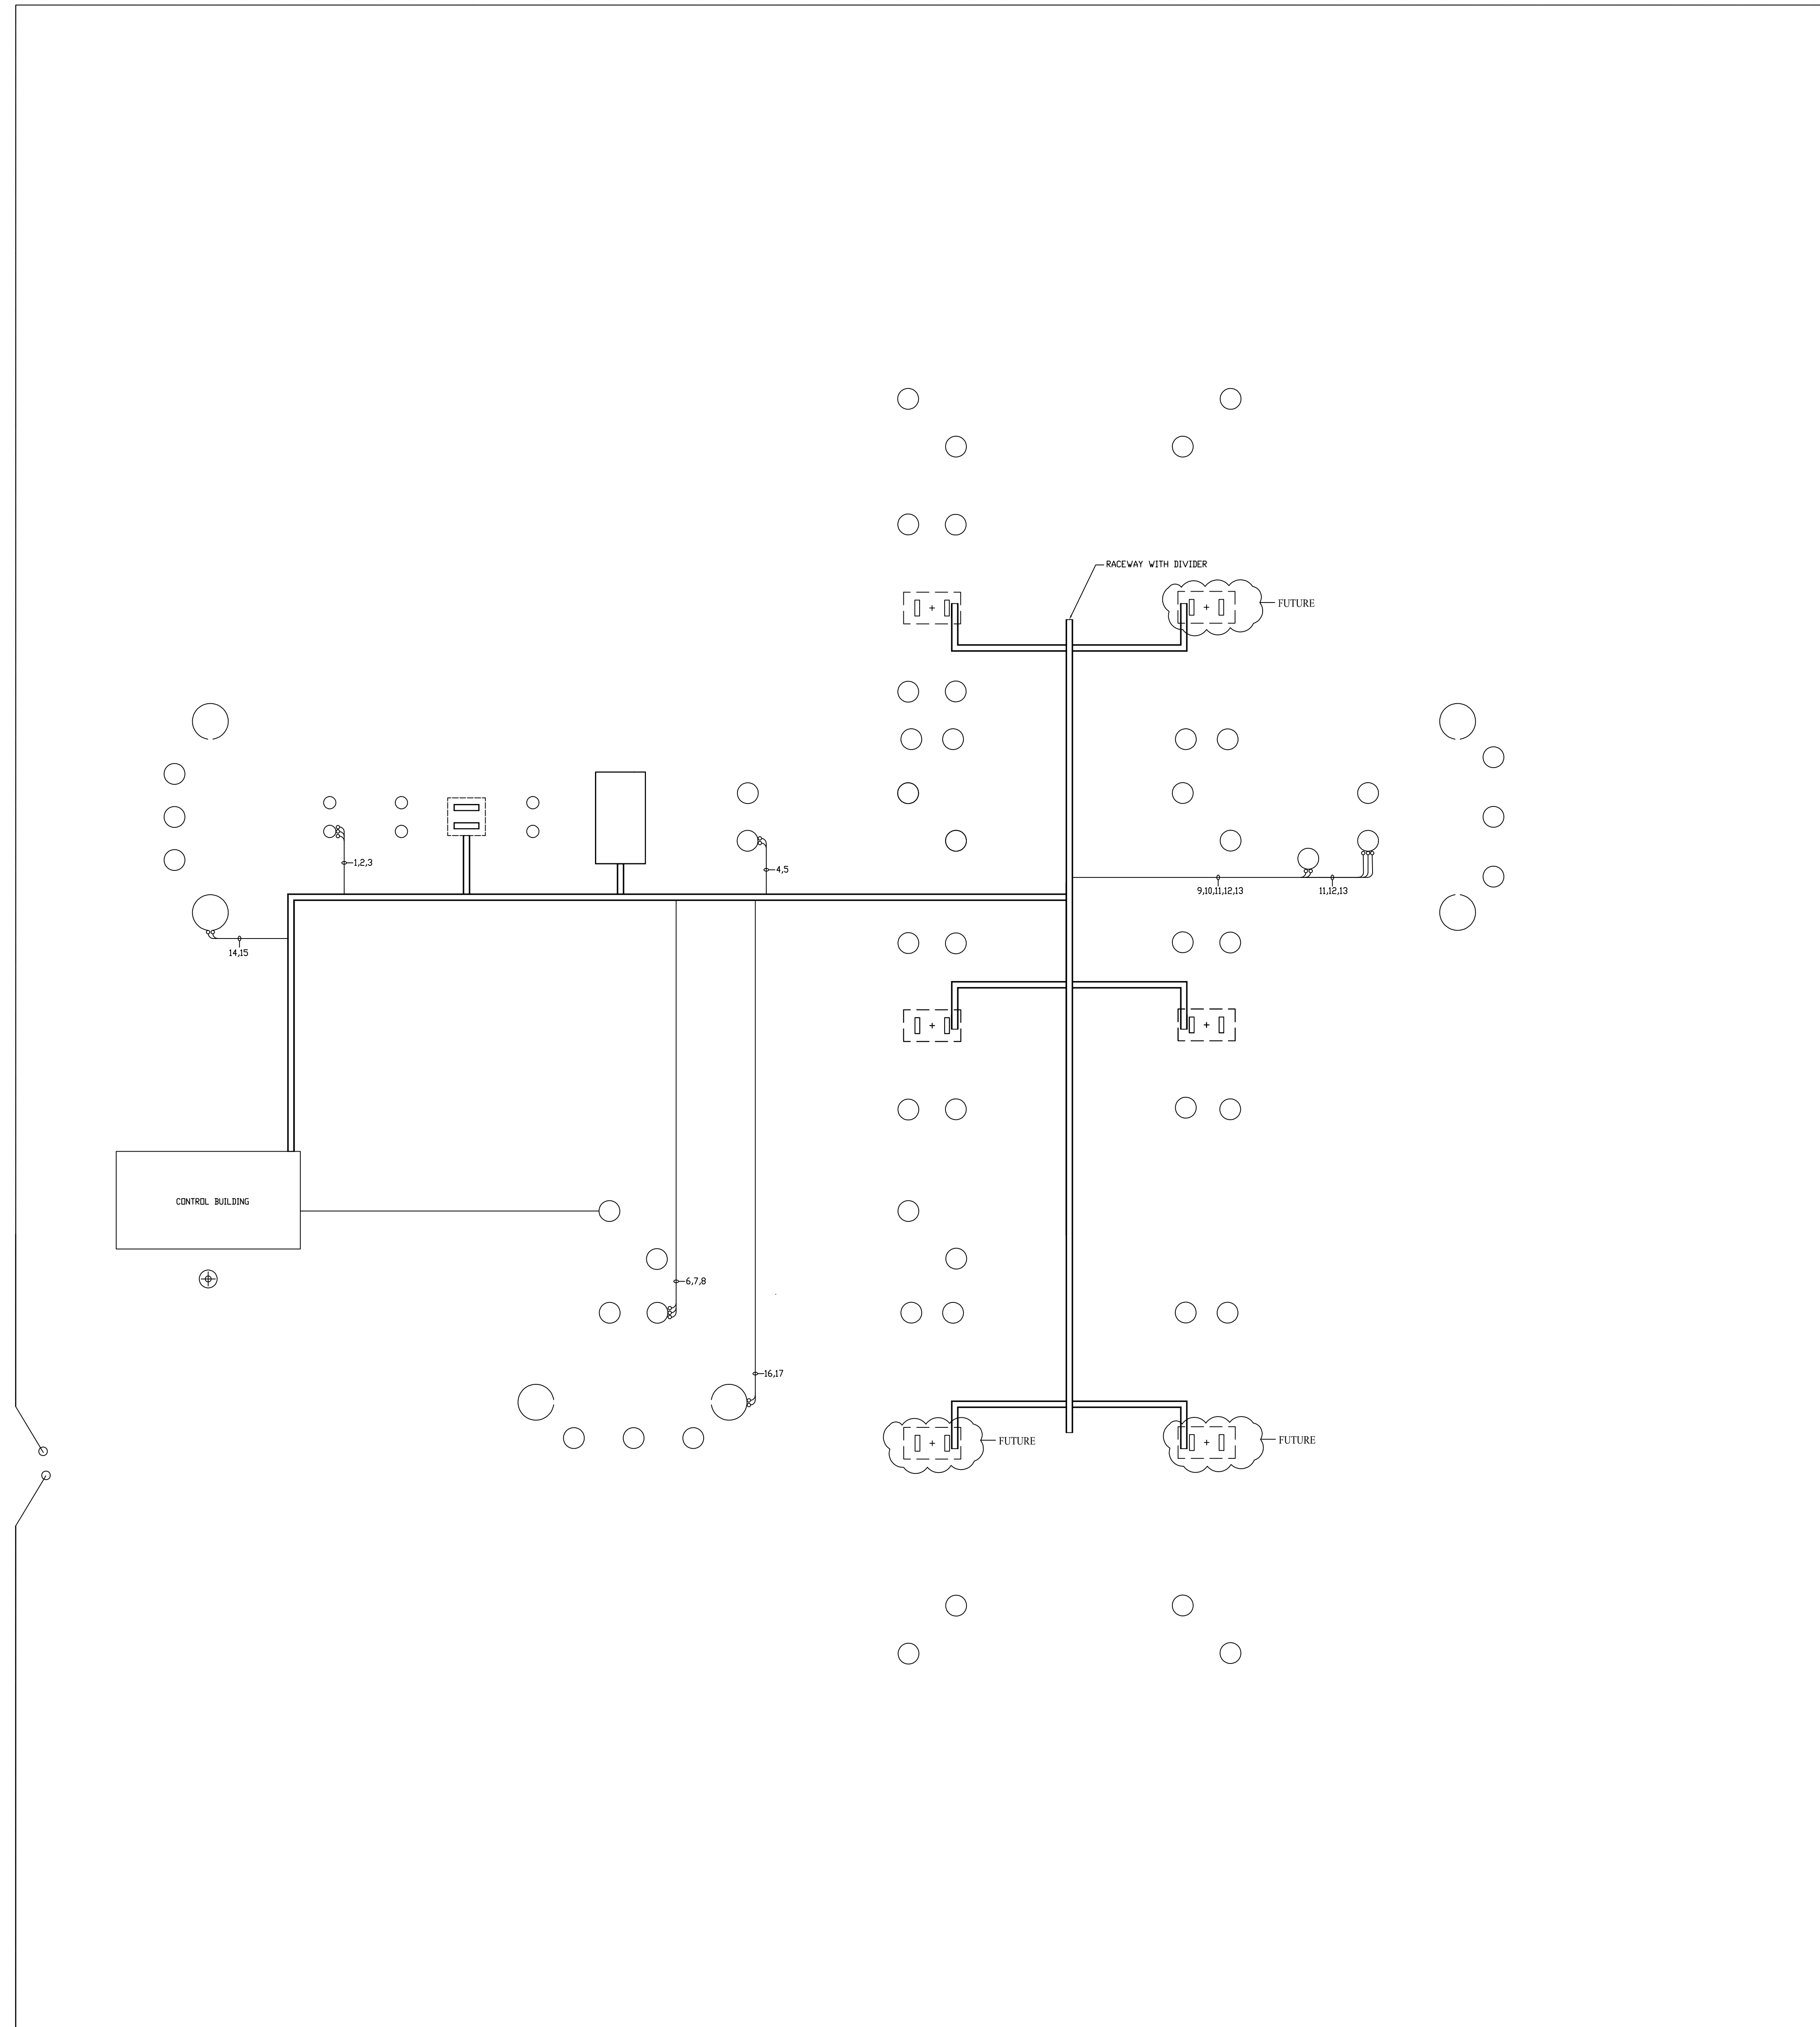 RACEWAY WITH DIVIDER
FUTURE
1,2,3
4,5
9,10,11,12,13
11,12,13
14,15
CONTROL BUILDING
6,7,8
16,17
FUTURE
FUTURE